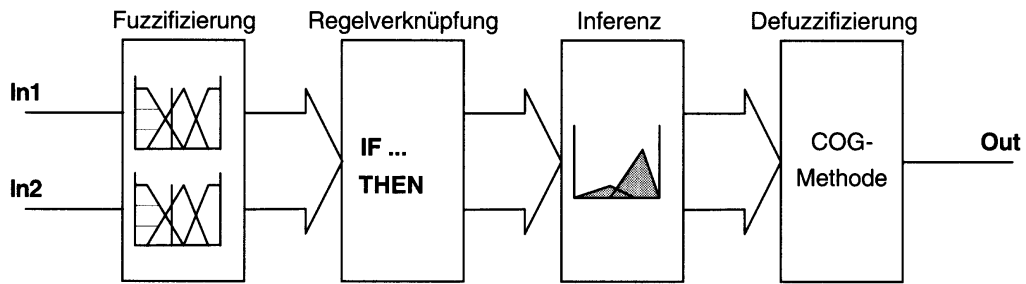 Fuzzifizierung
Regelverknüpfung
Inferenz
Defuzzifizierung
In1
In2
IF ...
THEN
COG-
Methode
Out